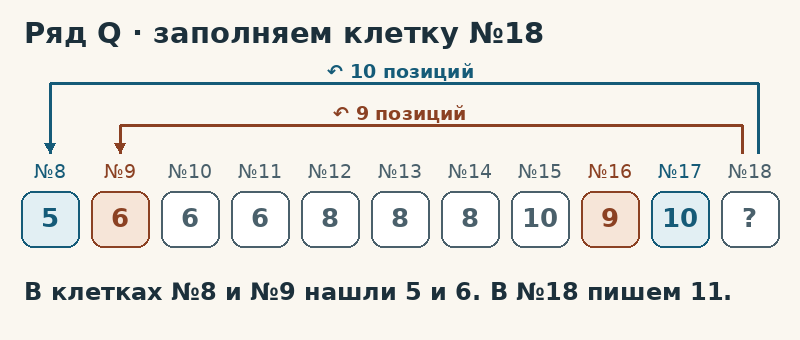 Ряд Q · заполняем клетку №18
↶ 10 позиций
↶ 9 позиций
№8 №9 №10 №11 №12 №13 №14 №15 №16 №17 №18
5 6 6 6 8 8 8 10 9 10 ?
В клетках №8 и №9 нашли 5 и 6. В №18 пишем 11.